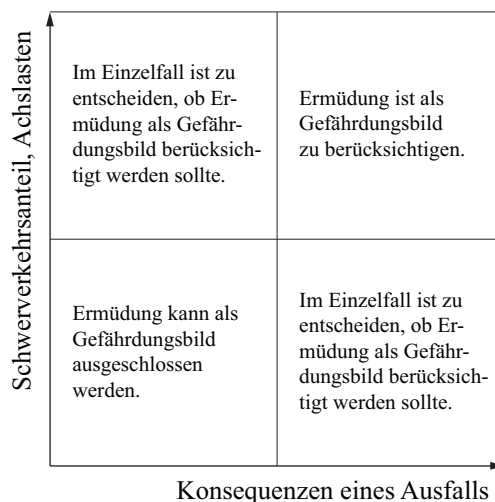 Schwerverkehrsanteil, Achslasten
Im Einzelfall ist zu
entscheiden, ob Er-
müdung als Gefähr-
dungsbild berücksich-
tigt werden sollte.
Ermüdung ist als
Gefährdungsbild
zu berücksichtigen.
Ermüdung kann als
Gefährdungsbild
ausgeschlossen
werden.
Im Einzelfall ist zu
entscheiden, ob Er-
müdung als Gefähr-
dungsbild berücksich-
tigt werden sollte.
Konsequenzen eines Ausfalls